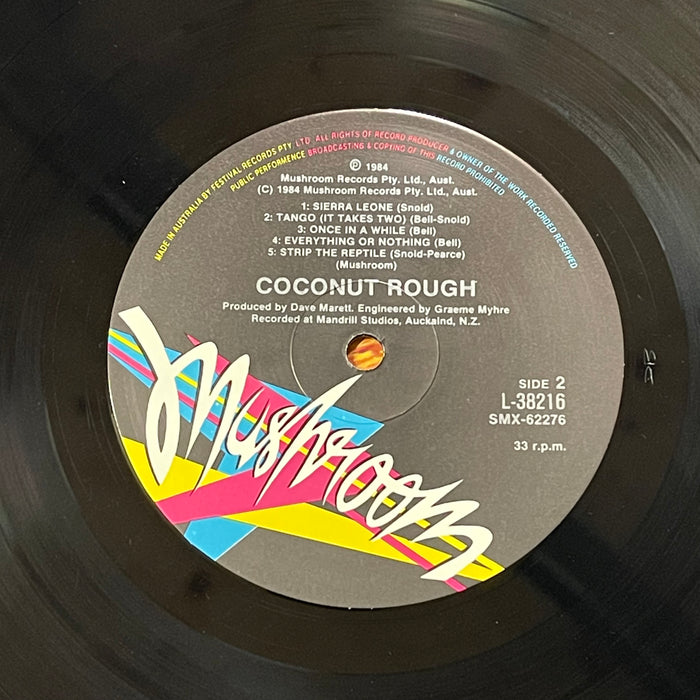 MADE IN AUSTRALIA BY FESTIVAL RECORDS PTY. LTD. ALL RIGHTS OF RECORD PRODUCER & OWNER OF THE WORK RECORDED RESERVED
PUBLIC PERFORMENCE BROADCASTING & COPYING OF THIS RECORD PROHIBITED
Ⓟ 1984
Mushroom Records Pty. Ltd., Aust.
(C) 1984 Mushroom Records Pty. Ltd., Aust.
1: SIERRA LEONE (Snoid)
2: TANGO (IT TAKES TWO) (Bell-Snold)
3: ONCE IN A WHILE (Bell)
4: EVERYTHING OR NOTHING (Bell)
5: STRIP THE REPTILE (Snoid-Pearce)
(Mushroom)
COCONUT ROUGH
Produced by Dave Marett. Engineered by Graeme Myhre
Recorded at Mandrill Studios, Auckalnd, N.Z.
SIDE 2
L-38216
SMX-62276
33 r.p.m.
Mushroom